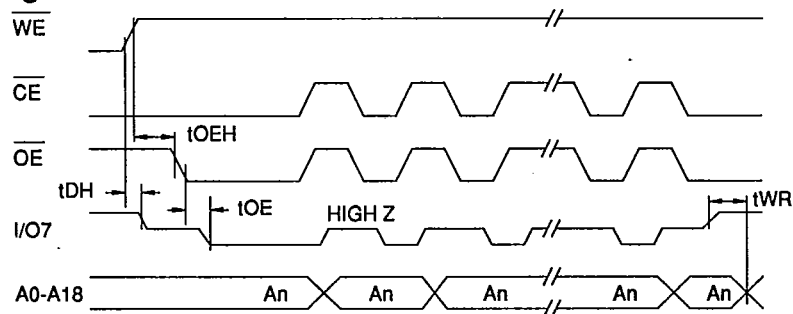 WE
CE
tOEH
OE
tDH
tOE
HIGH Z
tWR
I/O7
A0-A18 An An An An An